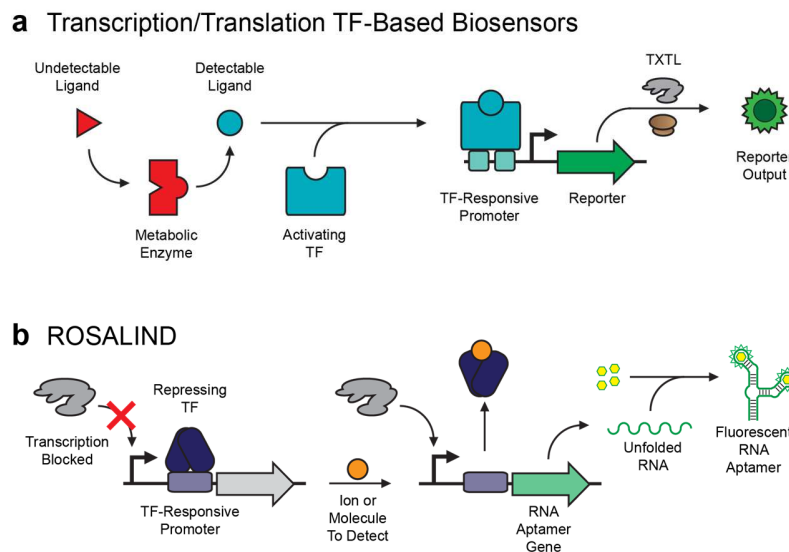 a Transcription/Translation TF-Based Biosensors
Undetectable
Ligand
Detectable
Ligand
TXTL
Metabolic
Enzyme
Activating
TF
TF-Responsive
Promoter
Reporter
Reporter
Output
b ROSALIND
Repressing
TF
Transcription
Blocked
TF-Responsive
Promoter
Ion or
Molecule
To Detect
RNA
Aptamer
Gene
Unfolded
RNA
Fluorescent
RNA
Aptamer